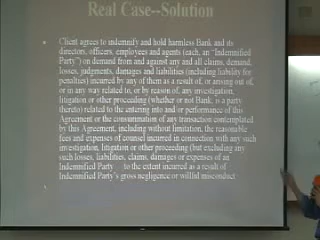 Real Case--Solution
Client agrees to indemnify and hold harmless Bank and its
directors, officers, employees and agents (each, an "Indemnified
Party") on demand from and against any and all claims, demand,
losses, judgments, damages and liabilities (including liability for
penalties) incurred by any of them as a result of, or arising out of,
or in any way related to, or by reason of, any investigation,
litigation or other proceeding (whether or not Bank, is a party
thereto) related to the entering into and or performance of this
Agreement or the consummation of any transaction contemplated
by this Agreement, including without limitation, the reasonable
fees and expenses of counsel incurred in connection with any such
investigation, litigation or other proceeding (but excluding any
such losses, liabilities, claims, damages or expenses of an
Indemnified Party to the extent incurred as a result of
Indemnified Party's gross negligence or willful misconduct